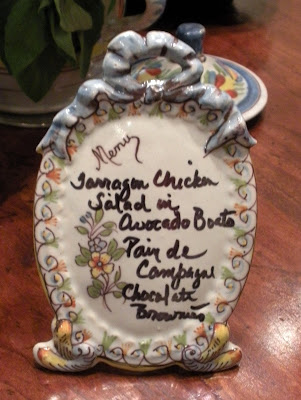 Menu
Tarragon Chicken
Salad in
Avocado Boats
Pain de
Campagne
Chocolate
Brownies